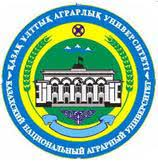 ҚАЗАҚ ҰЛТТЫҚ АГРАРЛЫҚ УНИВЕРСИТЕТІ
КАЗАХСКИЙ НАЦИОНАЛЬНЫЙ АГРАРНЫЙ УНИВЕРСИТЕТ